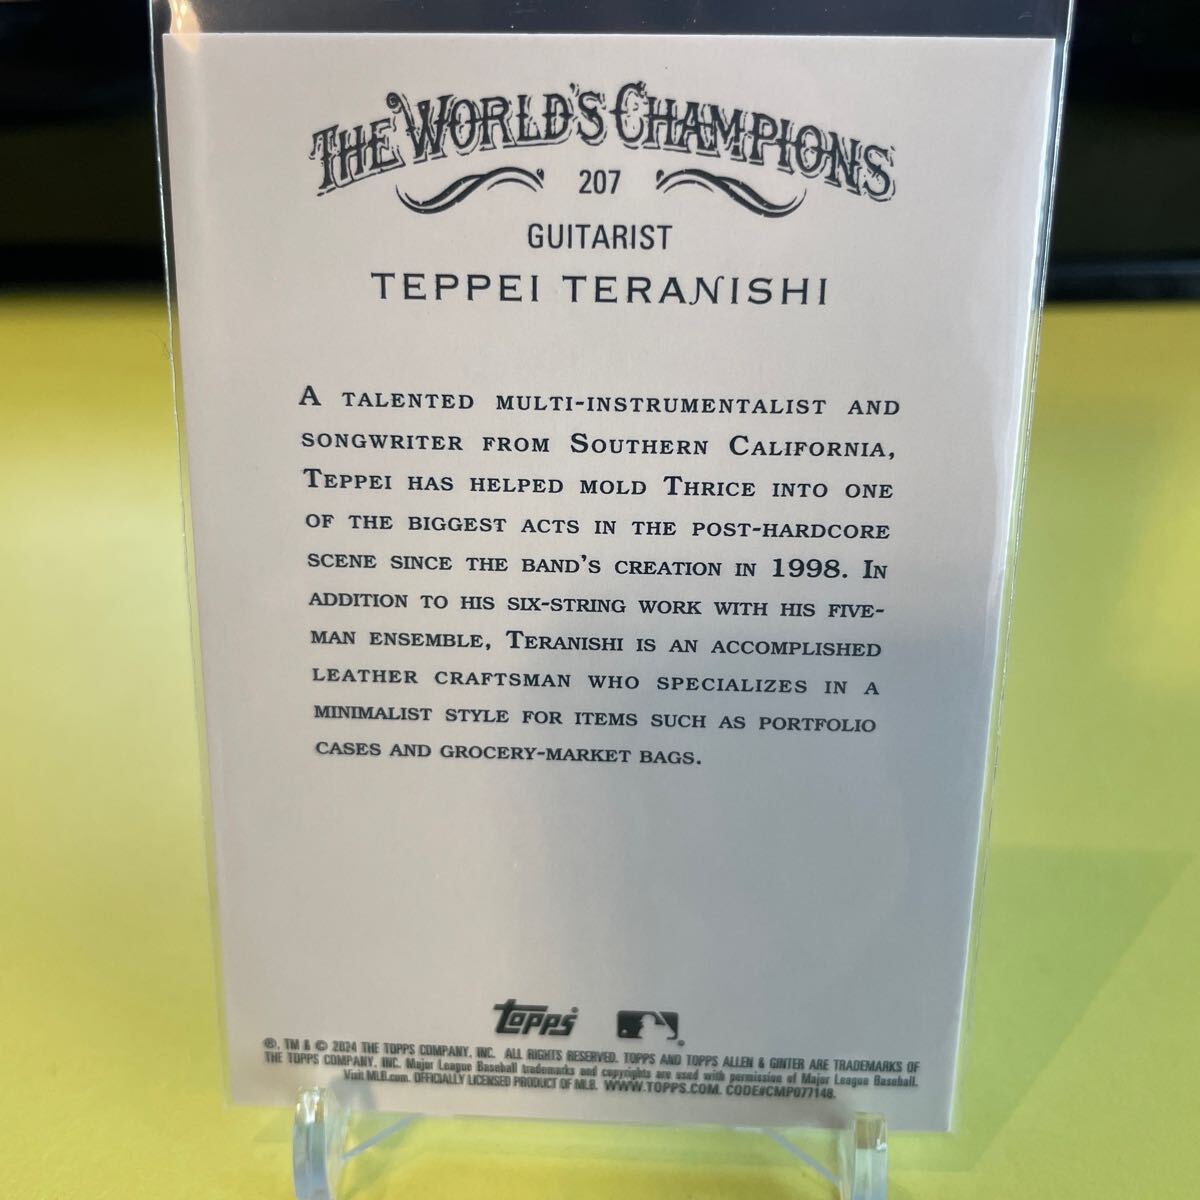 THE WORLD'S CHAMPIONS
207
GUITARIST
TEPPEI TERANISHI
A TALENTED MULTI-INSTRUMENTALIST AND
SONGWRITER FROM SOUTHERN CALIFORNIA,
TEPPEI HAS HELPED MOLD THRICE INTO ONE
OF THE BIGGEST ACTS IN THE POST-HARDCORE
SCENE SINCE THE BAND'S CREATION IN 1998. IN
ADDITION TO HIS SIX-STRING WORK WITH HIS FIVE-
MAN ENSEMBLE, TERANISHI IS AN ACCOMPLISHED
LEATHER CRAFTSMAN WHO SPECIALIZES IN A
MINIMALIST STYLE FOR ITEMS SUCH AS PORTFOLIO
CASES AND GROCERY-MARKET BAGS.
topps®
®, TM & © 2024 THE TOPPS COMPANY, INC. ALL RIGHTS RESERVED. TOPPS AND TOPPS ALLEN & GINTER ARE TRADEMARKS OF
THE TOPPS COMPANY, INC. Major League Baseball trademarks and copyrights are used with permission of Major League Baseball.
Visit MLB.com. OFFICIALLY LICENSED PRODUCT OF MLB. WWW.TOPPS.COM. CODE#CMP077148.